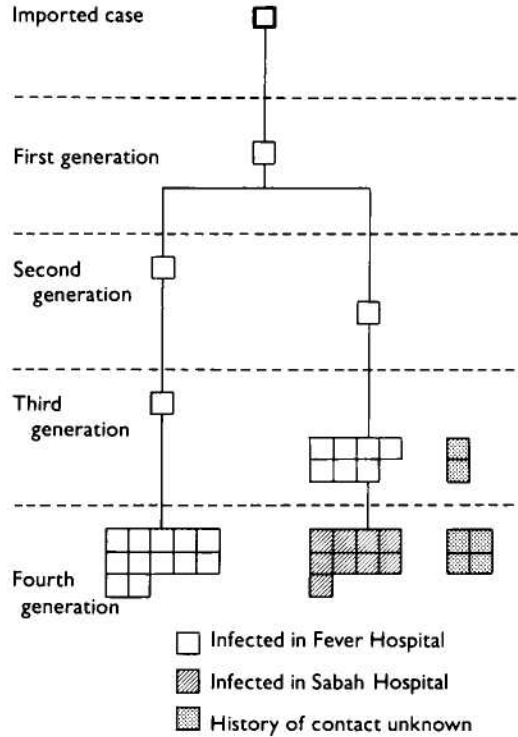 Imported case
First generation
Second
generation
Third
generation
Fourth
generation
Infected in Fever Hospital
Infected in Sabah Hospital
History of contact unknown